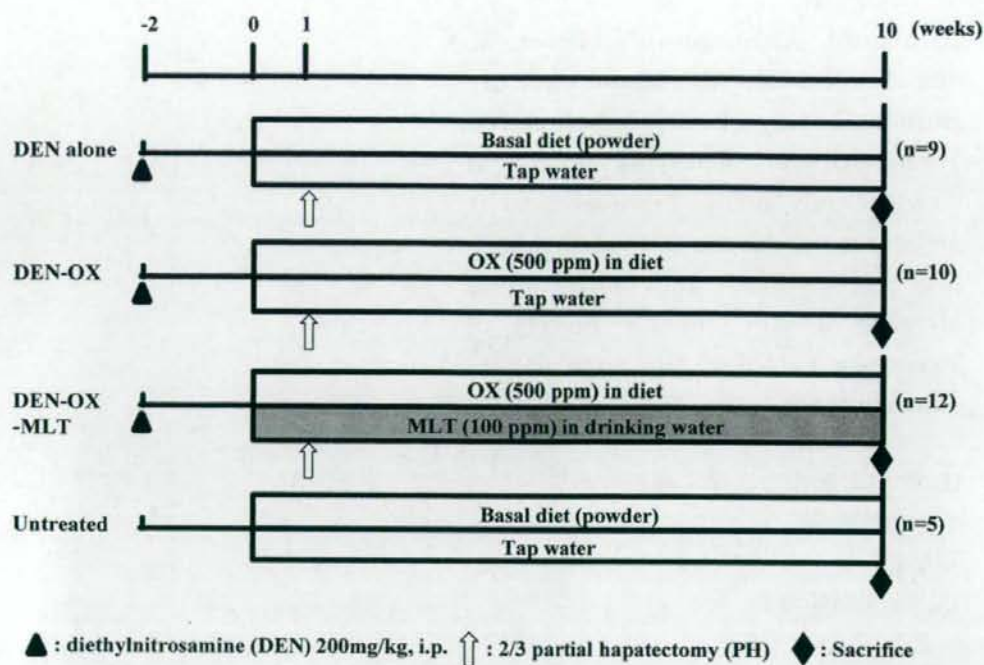 -2 0 1 10 (weeks)
Basal diet (powder)
DEN alone (n=9)
Tap water
OX (500 ppm) in diet
DEN-OX (n=10)
Tap water
DEN-OX OX (500 ppm) in diet (n=12)
-MLT MLT (100 ppm) in drinking water
Basal diet (powder)
Untreated (n=5)
Tap water
: diethylnitrosamine (DEN) 200mg/kg, i.p. : 2/3 partial hapatectomy (PH) : Sacrifice